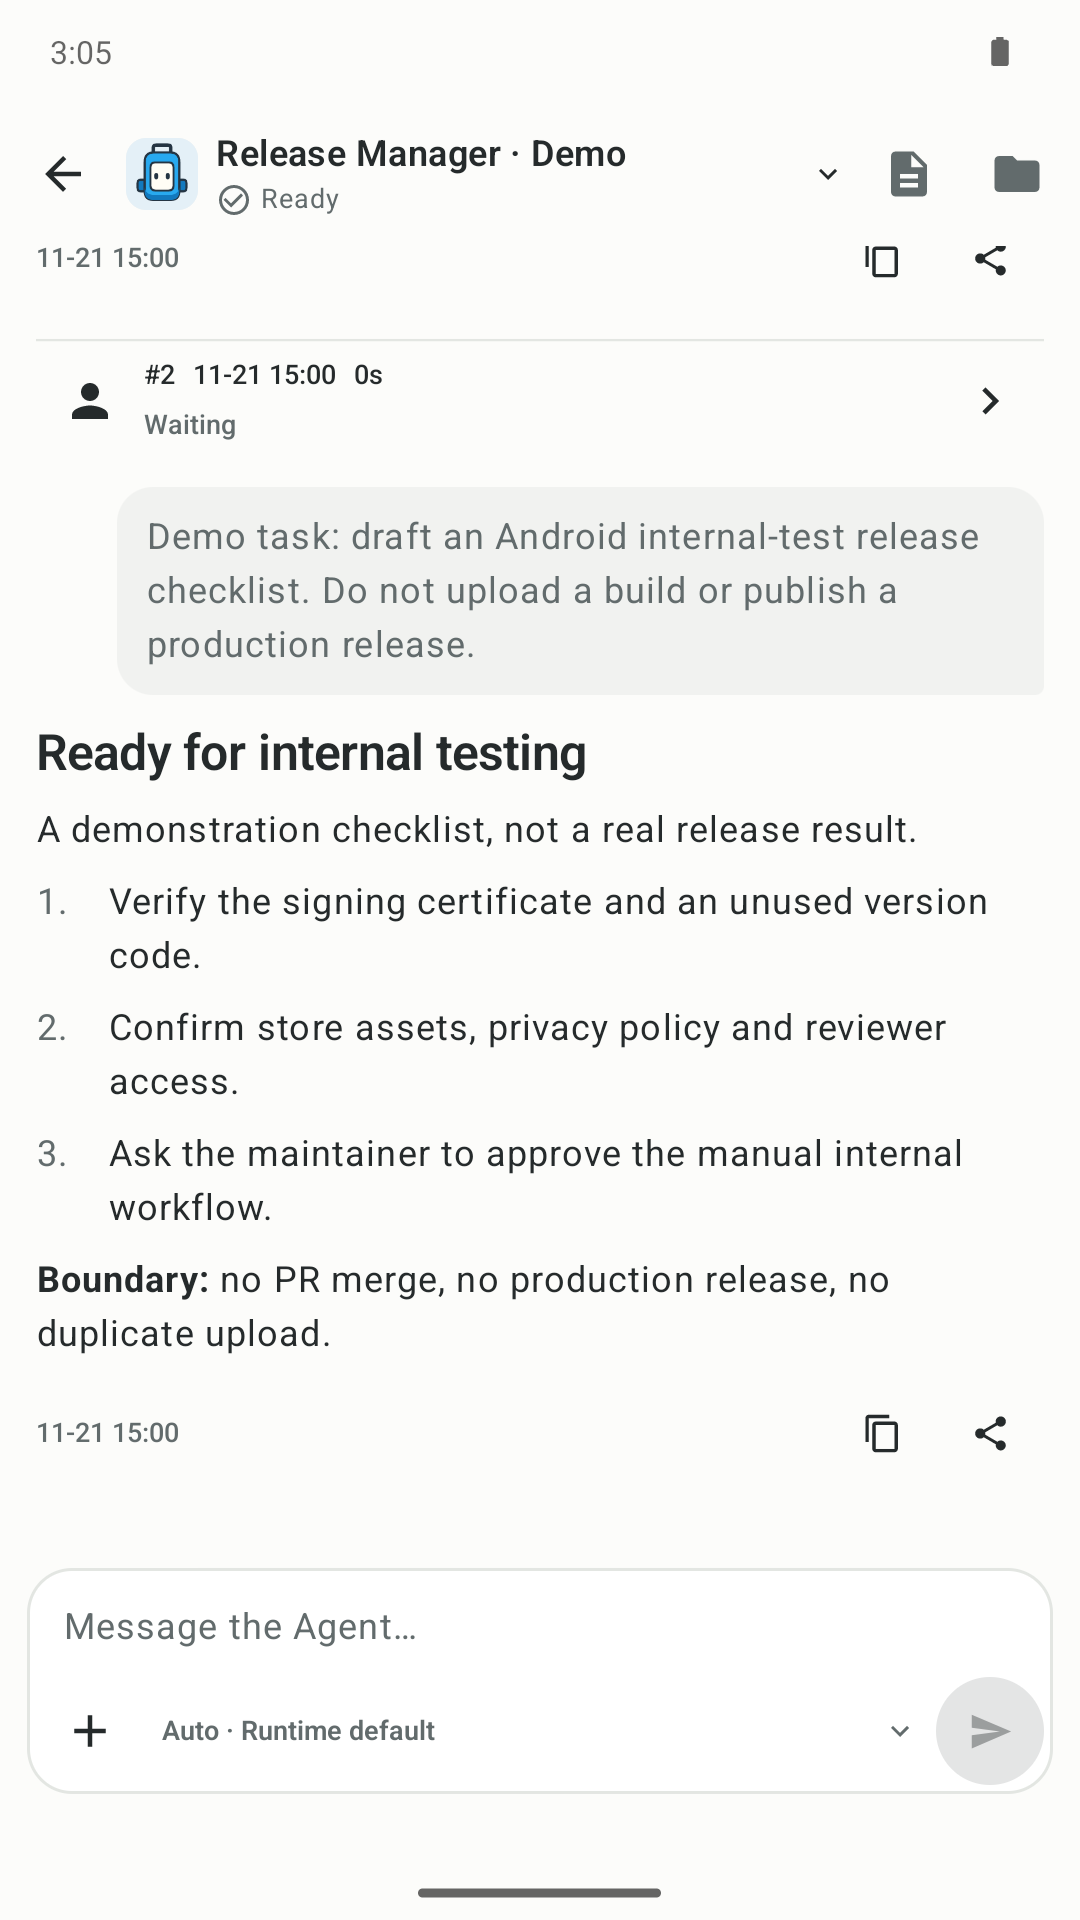 3:05
Release Manager · Demo
Ready
11-21 15:00
#2 11-21 15:00 0s
Waiting
Demo task: draft an Android internal-test release
checklist. Do not upload a build or publish a
production release.
Ready for internal testing
A demonstration checklist, not a real release result.
1. Verify the signing certificate and an unused version
code.
2. Confirm store assets, privacy policy and reviewer
access.
3. Ask the maintainer to approve the manual internal
workflow.
Boundary: no PR merge, no production release, no
duplicate upload.
11-21 15:00
Message the Agent…
Auto · Runtime default